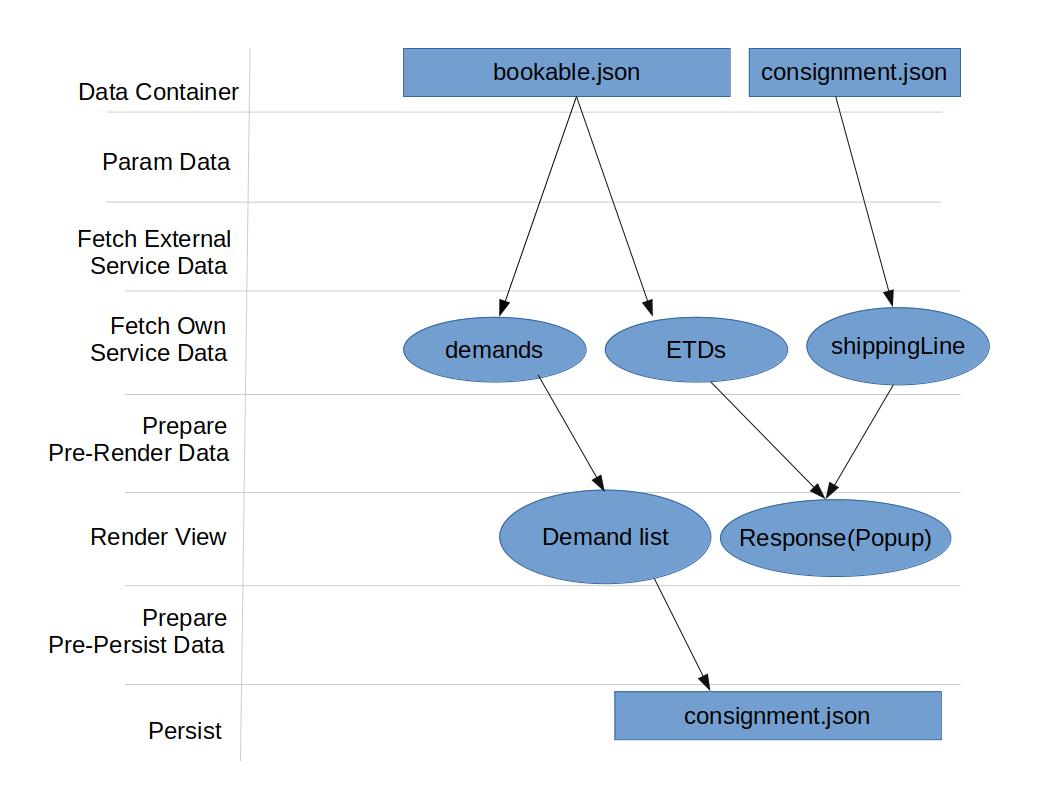 bookable.json
consignment.json
Data Container
Param Data
Fetch External
Service Data
Fetch Own
Service Data
demands
ETDs
shippingLine
Prepare
Pre-Render Data
Render View
Demand list
Response(Popup)
Prepare
Pre-Persist Data
Persist
consignment.json